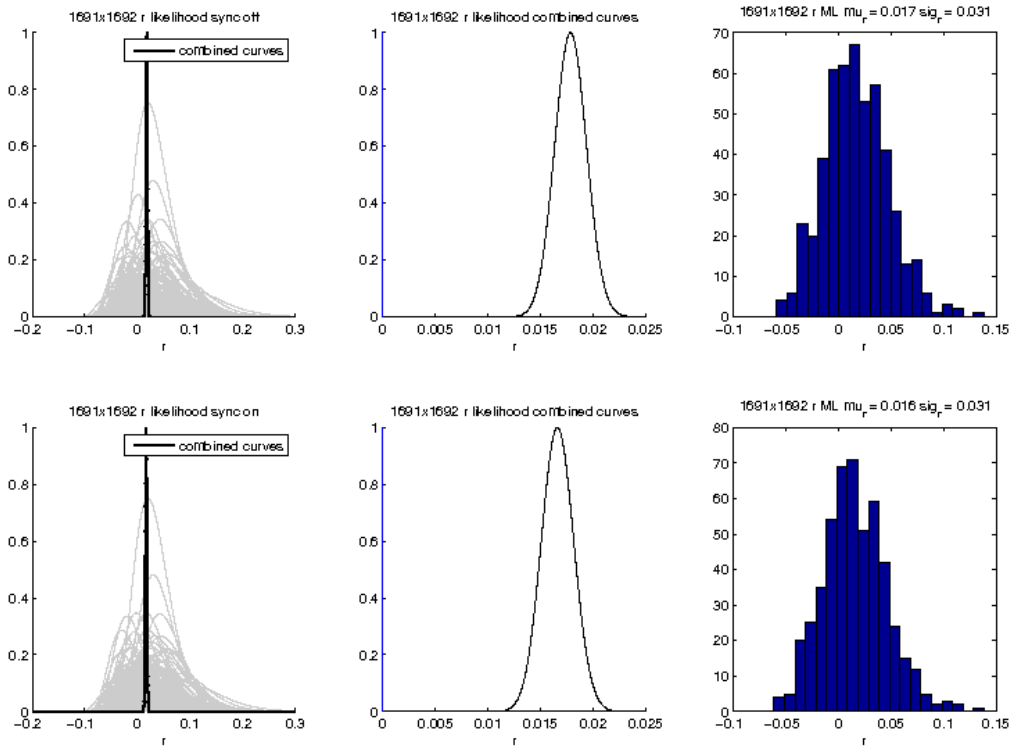 1691x1692 r likelihood sync off
combined curves
1
0.8
0.6
0.4
0.2
0
−0.2 −0.1 0 0.1 0.2 0.3
r
1691x1692 r likelihood combined curves
1
0.8
0.6
0.4
0.2
0
0 0.005 0.01 0.015 0.02 0.025
r
1691x1692 r ML mu_r = 0.017 sig_r = 0.031
70
60
50
40
30
20
10
0
−0.1 −0.05 0 0.05 0.1 0.15
r
1691x1692 r likelihood sync on
combined curves
1
0.8
0.6
0.4
0.2
0
−0.2 −0.1 0 0.1 0.2 0.3
r
1691x1692 r likelihood combined curves
1
0.8
0.6
0.4
0.2
0
0 0.005 0.01 0.015 0.02 0.025
r
1691x1692 r ML mu_r = 0.016 sig_r = 0.031
80
70
60
50
40
30
20
10
0
−0.1 −0.05 0 0.05 0.1 0.15
r